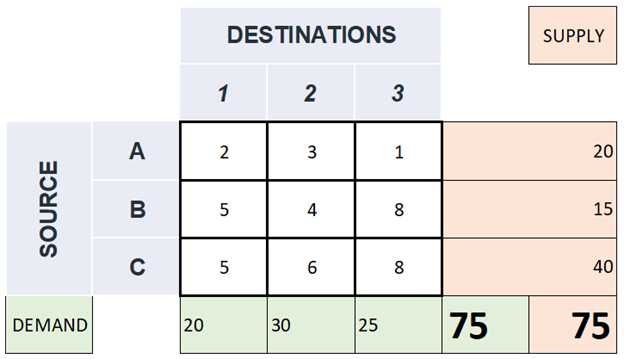 DESTINATIONS SUPPLY
1 2 3
SOURCE
A 2 3 1 20
B 5 4 8 15
C 5 6 8 40
DEMAND 20 30 25 75 75